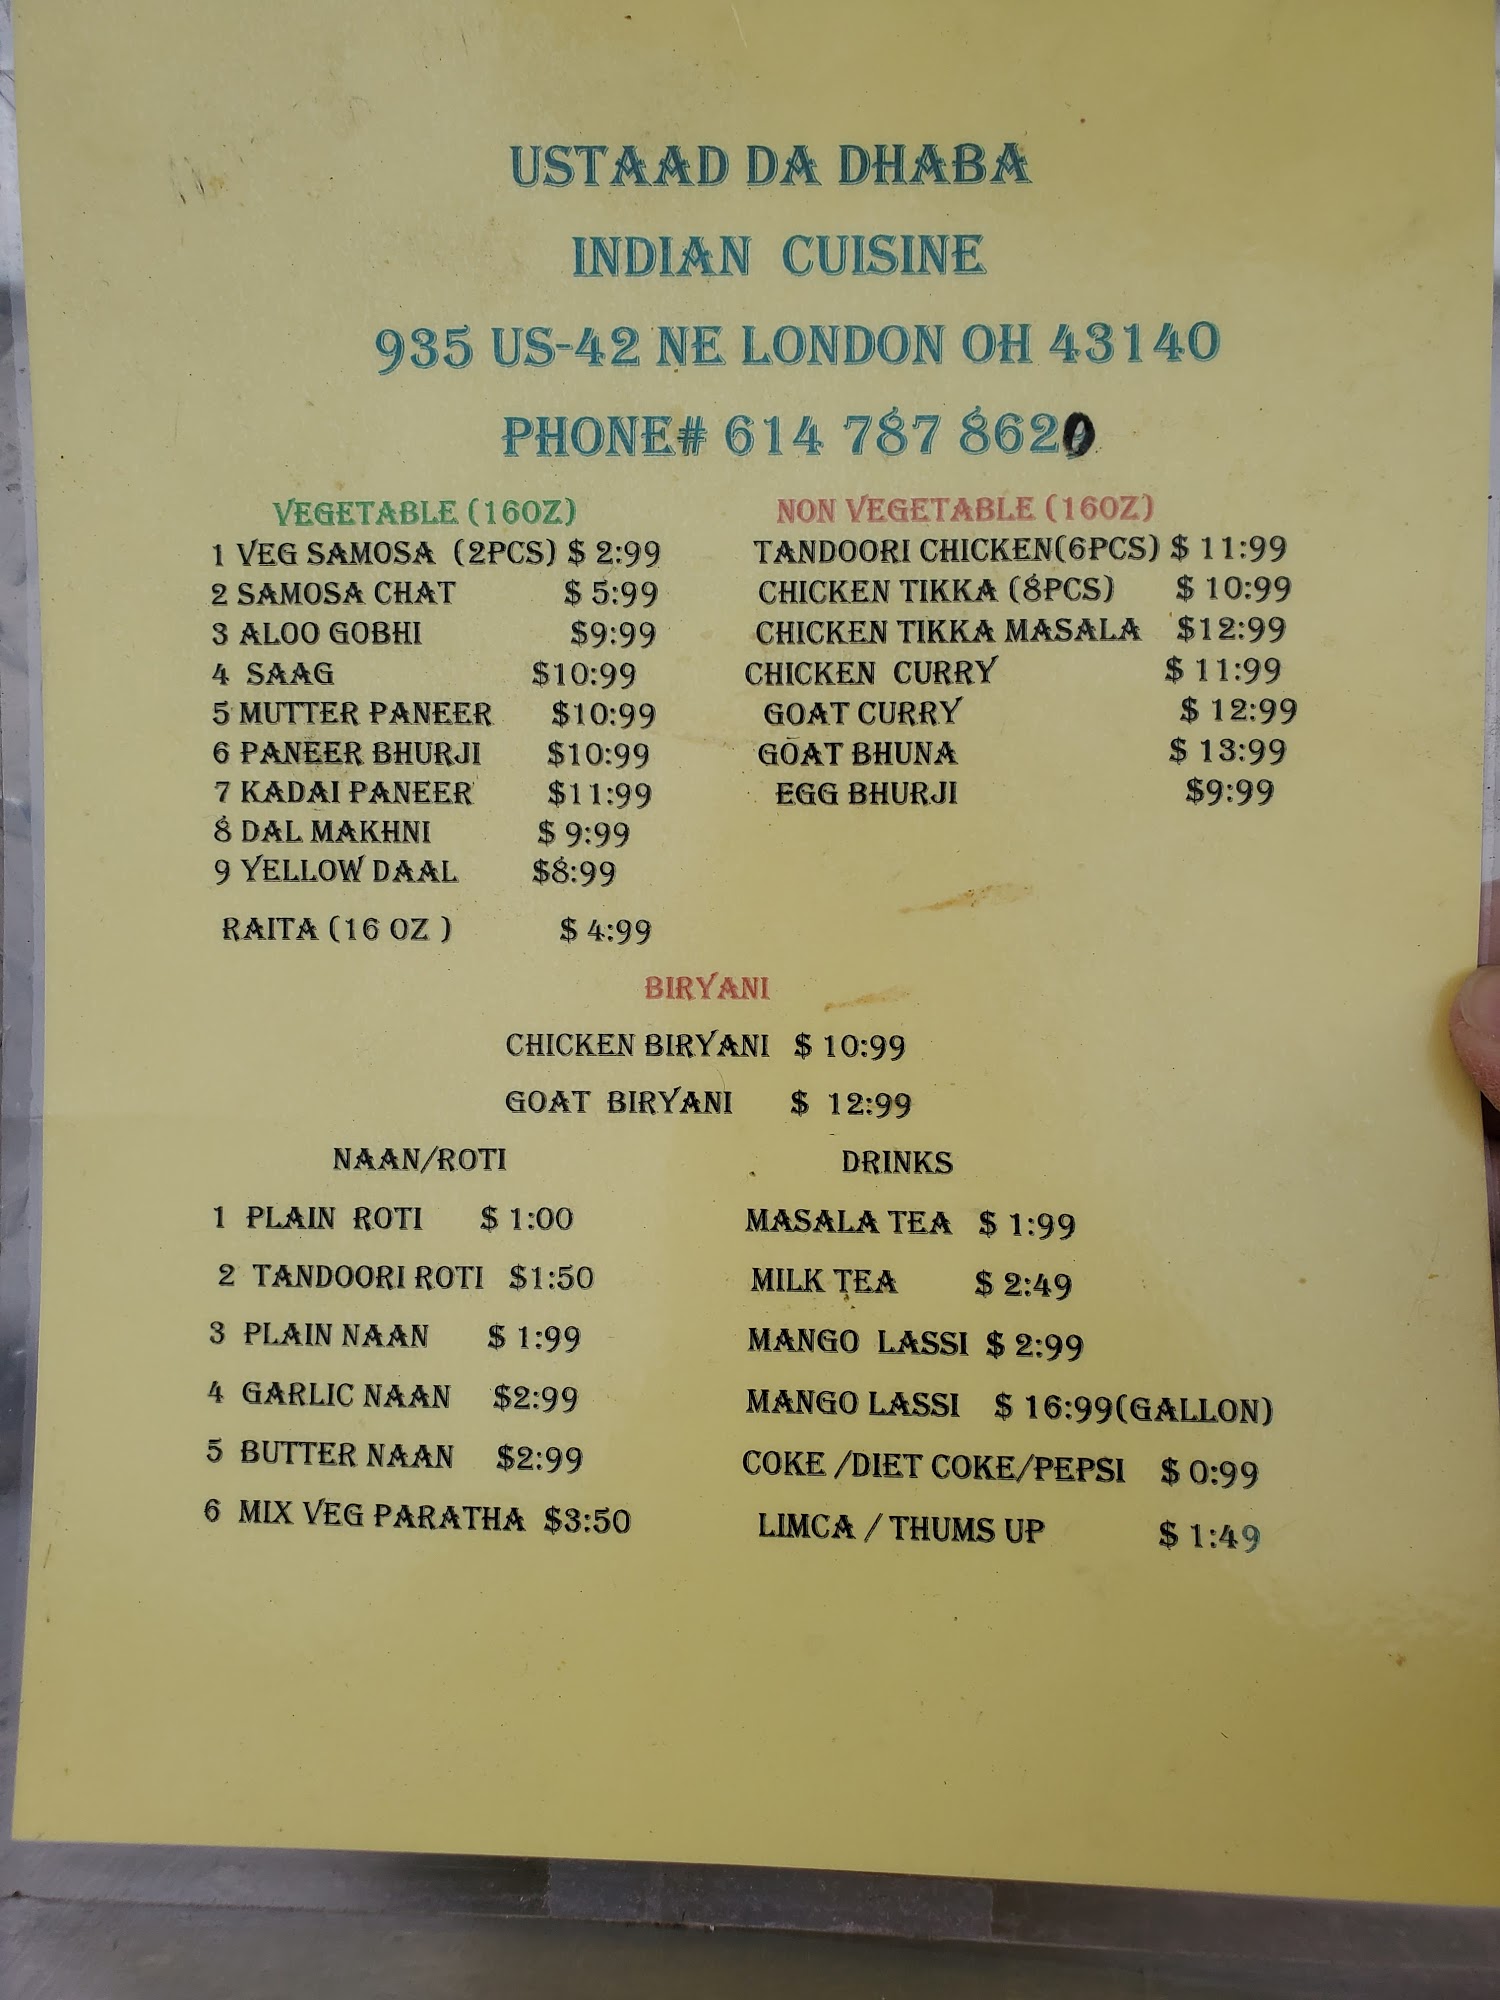 USTAAD DA DHABA
INDIAN CUISINE
935 US-42 NE LONDON OH 43140
PHONE# 614 787 8620
VEGETABLE (16OZ)
1 VEG SAMOSA (2PCS) $ 2:99
2 SAMOSA CHAT $ 5:99
3 ALOO GOBHI $9:99
4 SAAG $10:99
5 MUTTER PANEER $10:99
6 PANEER BHURJI $10:99
7 KADAI PANEER $11:99
8 DAL MAKHNI $ 9:99
9 YELLOW DAAL $8:99
RAITA (16 OZ ) $ 4:99
NON VEGETABLE (16OZ)
TANDOORI CHICKEN(6PCS) $ 11:99
CHICKEN TIKKA (8PCS) $ 10:99
CHICKEN TIKKA MASALA $12:99
CHICKEN CURRY $ 11:99
GOAT CURRY $ 12:99
GOAT BHUNA $ 13:99
EGG BHURJI $9:99
BIRYANI
CHICKEN BIRYANI $ 10:99
GOAT BIRYANI $ 12:99
NAAN/ROTI
1 PLAIN ROTI $ 1:00
2 TANDOORI ROTI $1:50
3 PLAIN NAAN $ 1:99
4 GARLIC NAAN $2:99
5 BUTTER NAAN $2:99
6 MIX VEG PARATHA $3:50
DRINKS
MASALA TEA $ 1:99
MILK TEA $ 2:49
MANGO LASSI $ 2:99
MANGO LASSI $ 16:99(GALLON)
COKE /DIET COKE/PEPSI $ 0:99
LIMCA / THUMS UP $ 1:49